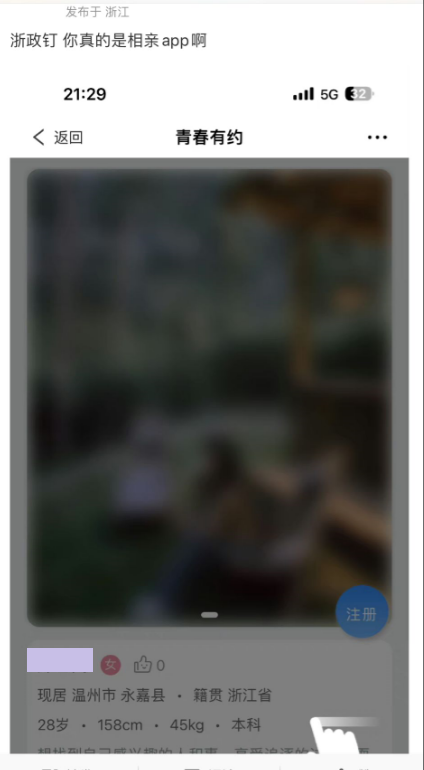 发布于 浙江
浙政钉 你真的是相亲app啊
21:29
5G 32
返回 青春有约
注册
女 0
现居 温州市 永嘉县 · 籍贯 浙江省
28岁 · 158cm · 45kg · 本科